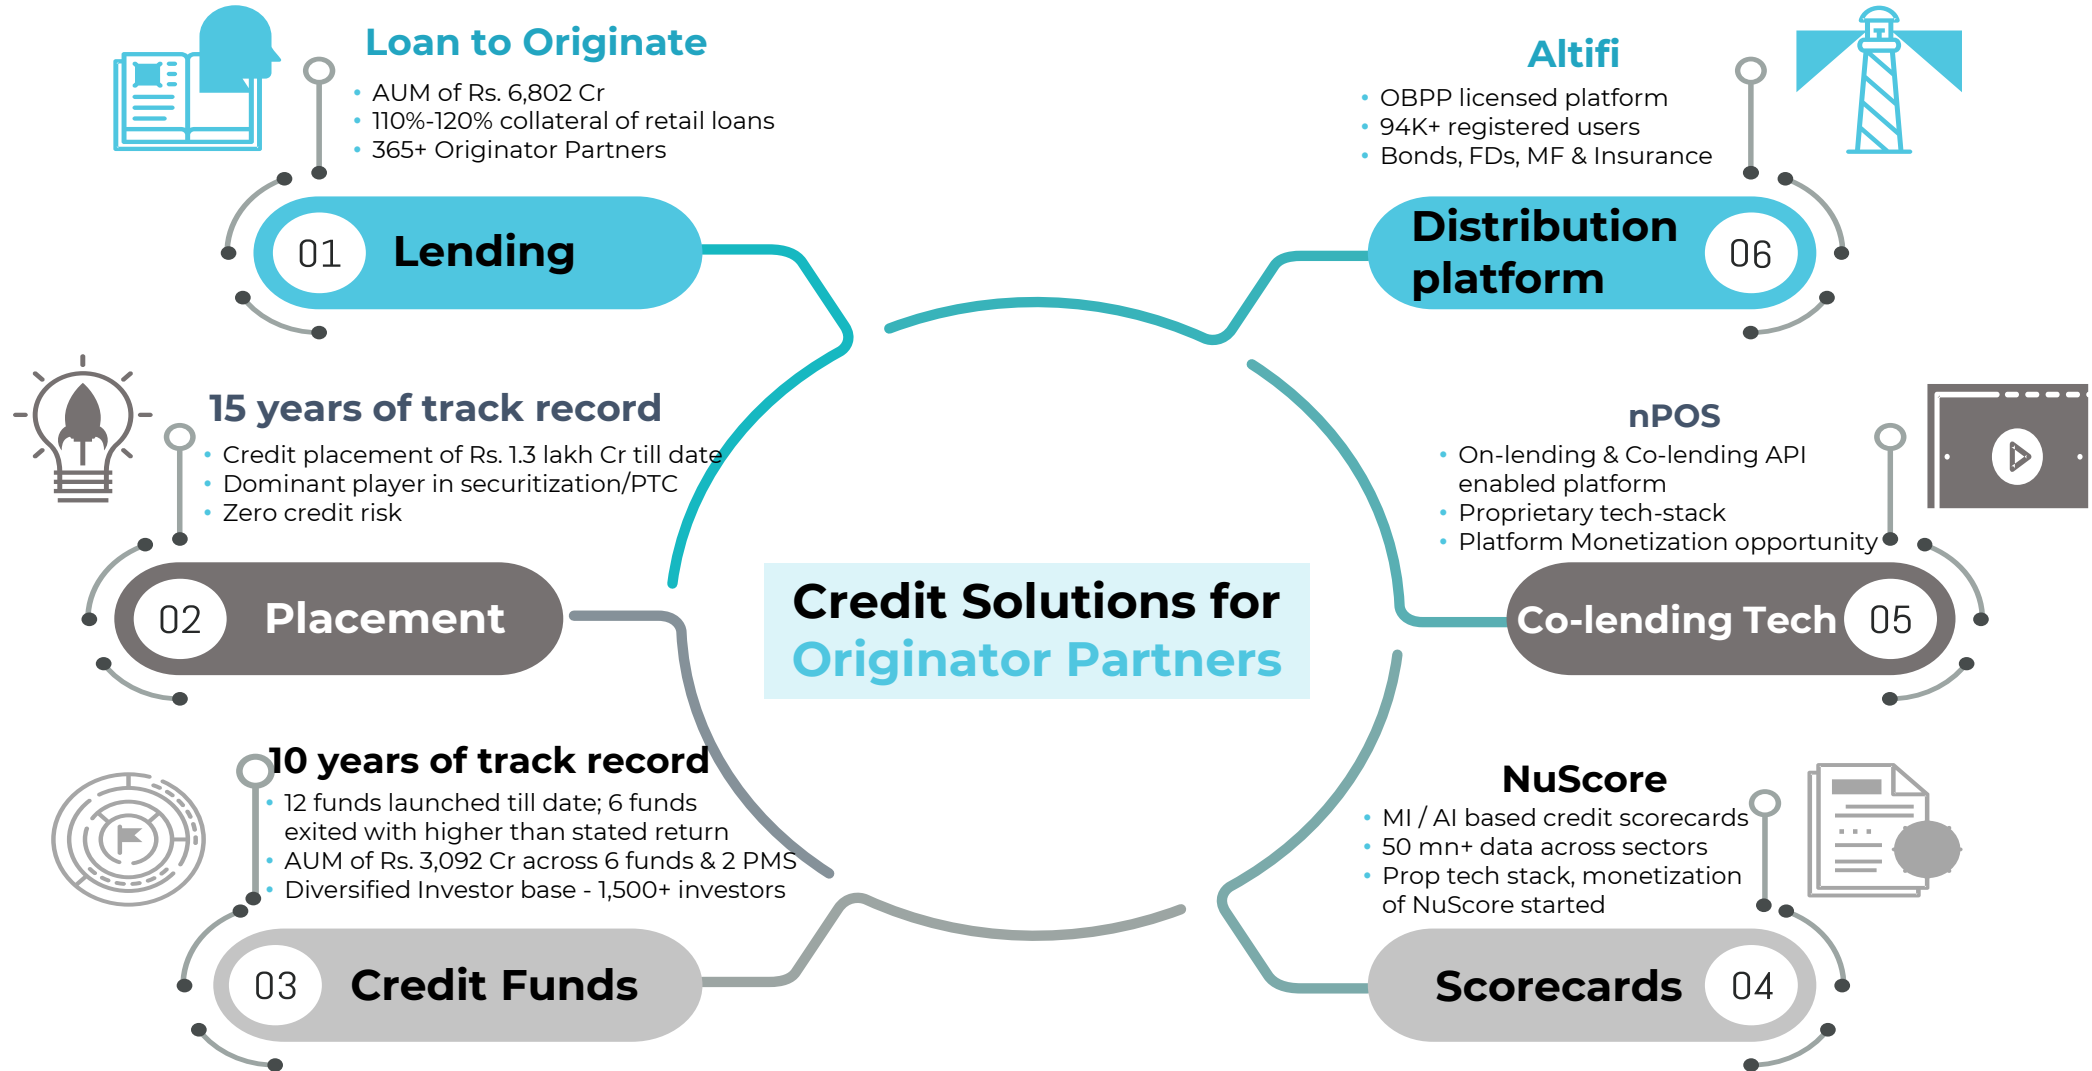 Loan to Originate
• AUM of Rs. 6,802 Cr
• 110%-120% collateral of retail loans
• 365+ Originator Partners
01 Lending
15 years of track record
• Credit placement of Rs. 1.3 lakh Cr till date
• Dominant player in securitization/PTC
• Zero credit risk
02 Placement
10 years of track record
• 12 funds launched till date; 6 funds
exited with higher than stated return
• AUM of Rs. 3,092 Cr across 6 funds & 2 PMS
• Diversified Investor base - 1,500+ investors
03 Credit Funds
Credit Solutions for
Originator Partners
Altifi
• OBPP licensed platform
• 94K+ registered users
• Bonds, FDs, MF & Insurance
Distribution
platform
06
nPOS
• On-lending & Co-lending API
enabled platform
• Proprietary tech-stack
• Platform Monetization opportunity
Co-lending Tech 05
NuScore
• MI / AI based credit scorecards
• 50 mn+ data across sectors
• Prop tech stack, monetization
of NuScore started
Scorecards 04